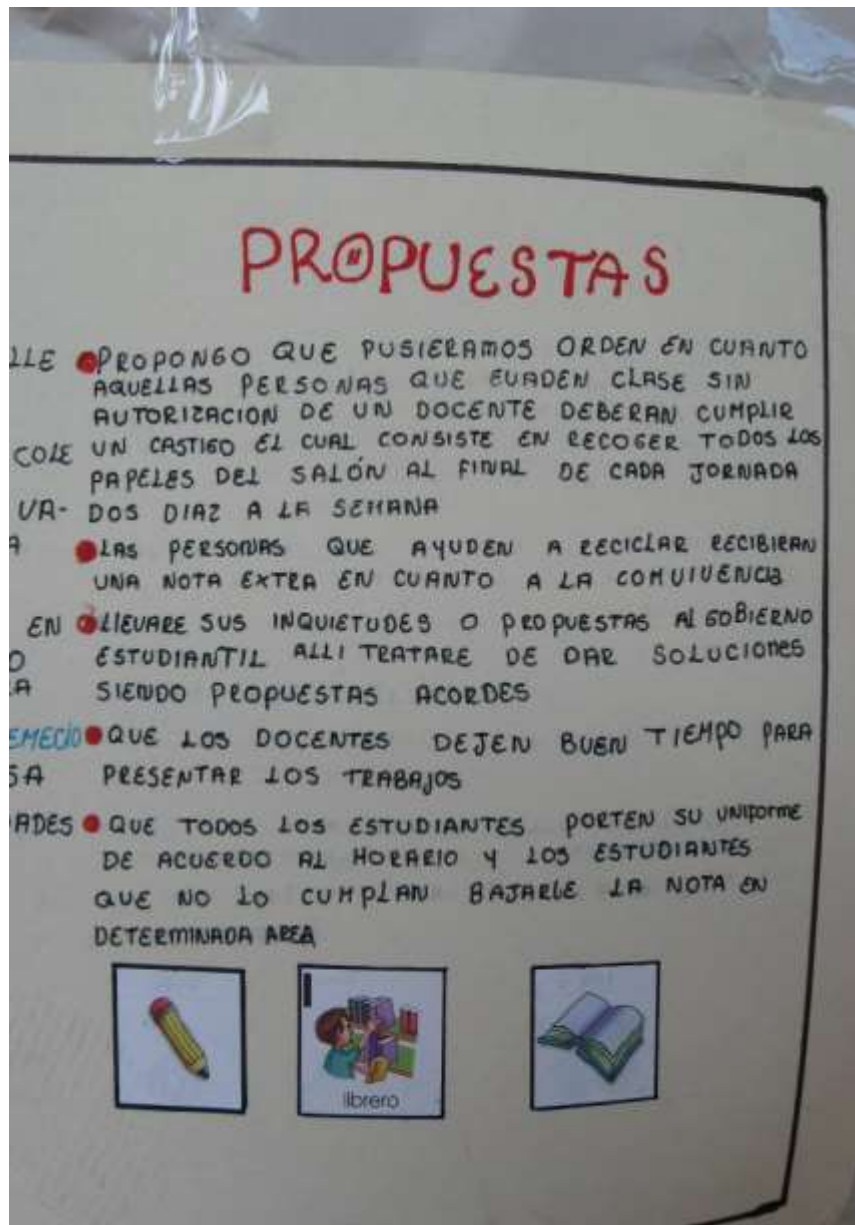 PROPUESTAS
LLE PROPONGO QUE PUSIERAMOS ORDEN EN CUANTO
AQUELLAS PERSONAS QUE EVADEN CLASE SIN
AUTORIZACION DE UN DOCENTE DEBERAN CUMPLIR
COLE UN CASTIGO EL CUAL CONSISTE EN RECOGER TODOS LOS
PAPELES DEL SALÓN AL FINAL DE CADA JORNADA
VA- DOS DIAZ A LA SEMANA
A LAS PERSONAS QUE AYUDEN A RECICLAR RECIBIRAN
UNA NOTA EXTRA EN CUANTO A LA COMUIVENCIA
EN LLEVARE SUS INQUIETUDES O PROPUESTAS AL GOBIERNO
O ESTUDIANTIL ALLI TRATARE DE DAR SOLUCIONES
A SIENDO PROPUESTAS ACORDES
EMECIO QUE LOS DOCENTES DEJEN BUEN TIEMPO PARA
SA PRESENTAR LOS TRABAJOS
ADES QUE TODOS LOS ESTUDIANTES PORTEN SU UNIFORME
DE ACUERDO AL HORARIO Y LOS ESTUDIANTES
QUE NO LO CUMPLAN BAJARLE LA NOTA EN
DETERMINADA AREA
librero